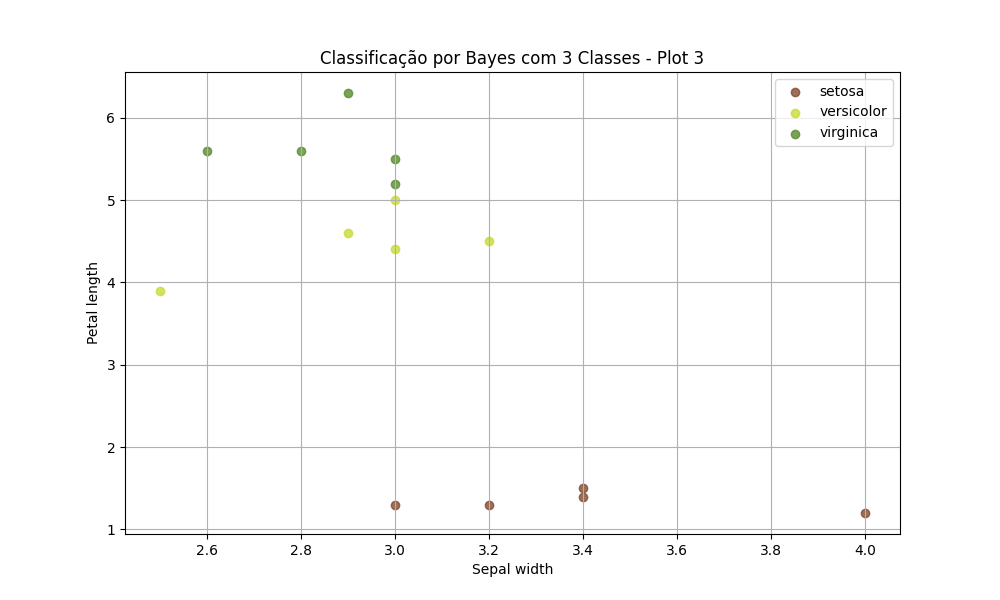 Classificação por Bayes com 3 Classes - Plot 3
setosa
versicolor
virginica
6
5
4
3
2
1
Petal length
2.6 2.8 3.0 3.2 3.4 3.6 3.8 4.0
Sepal width